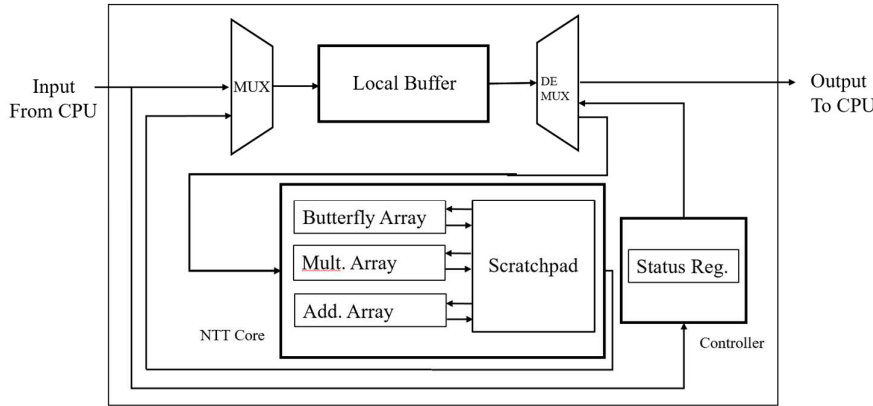 Input
From CPU
MUX
Local Buffer
DE
MUX
Output
To CPU
Butterfly Array
Mult. Array
Add. Array
Scratchpad
NTT Core
Status Reg.
Controller